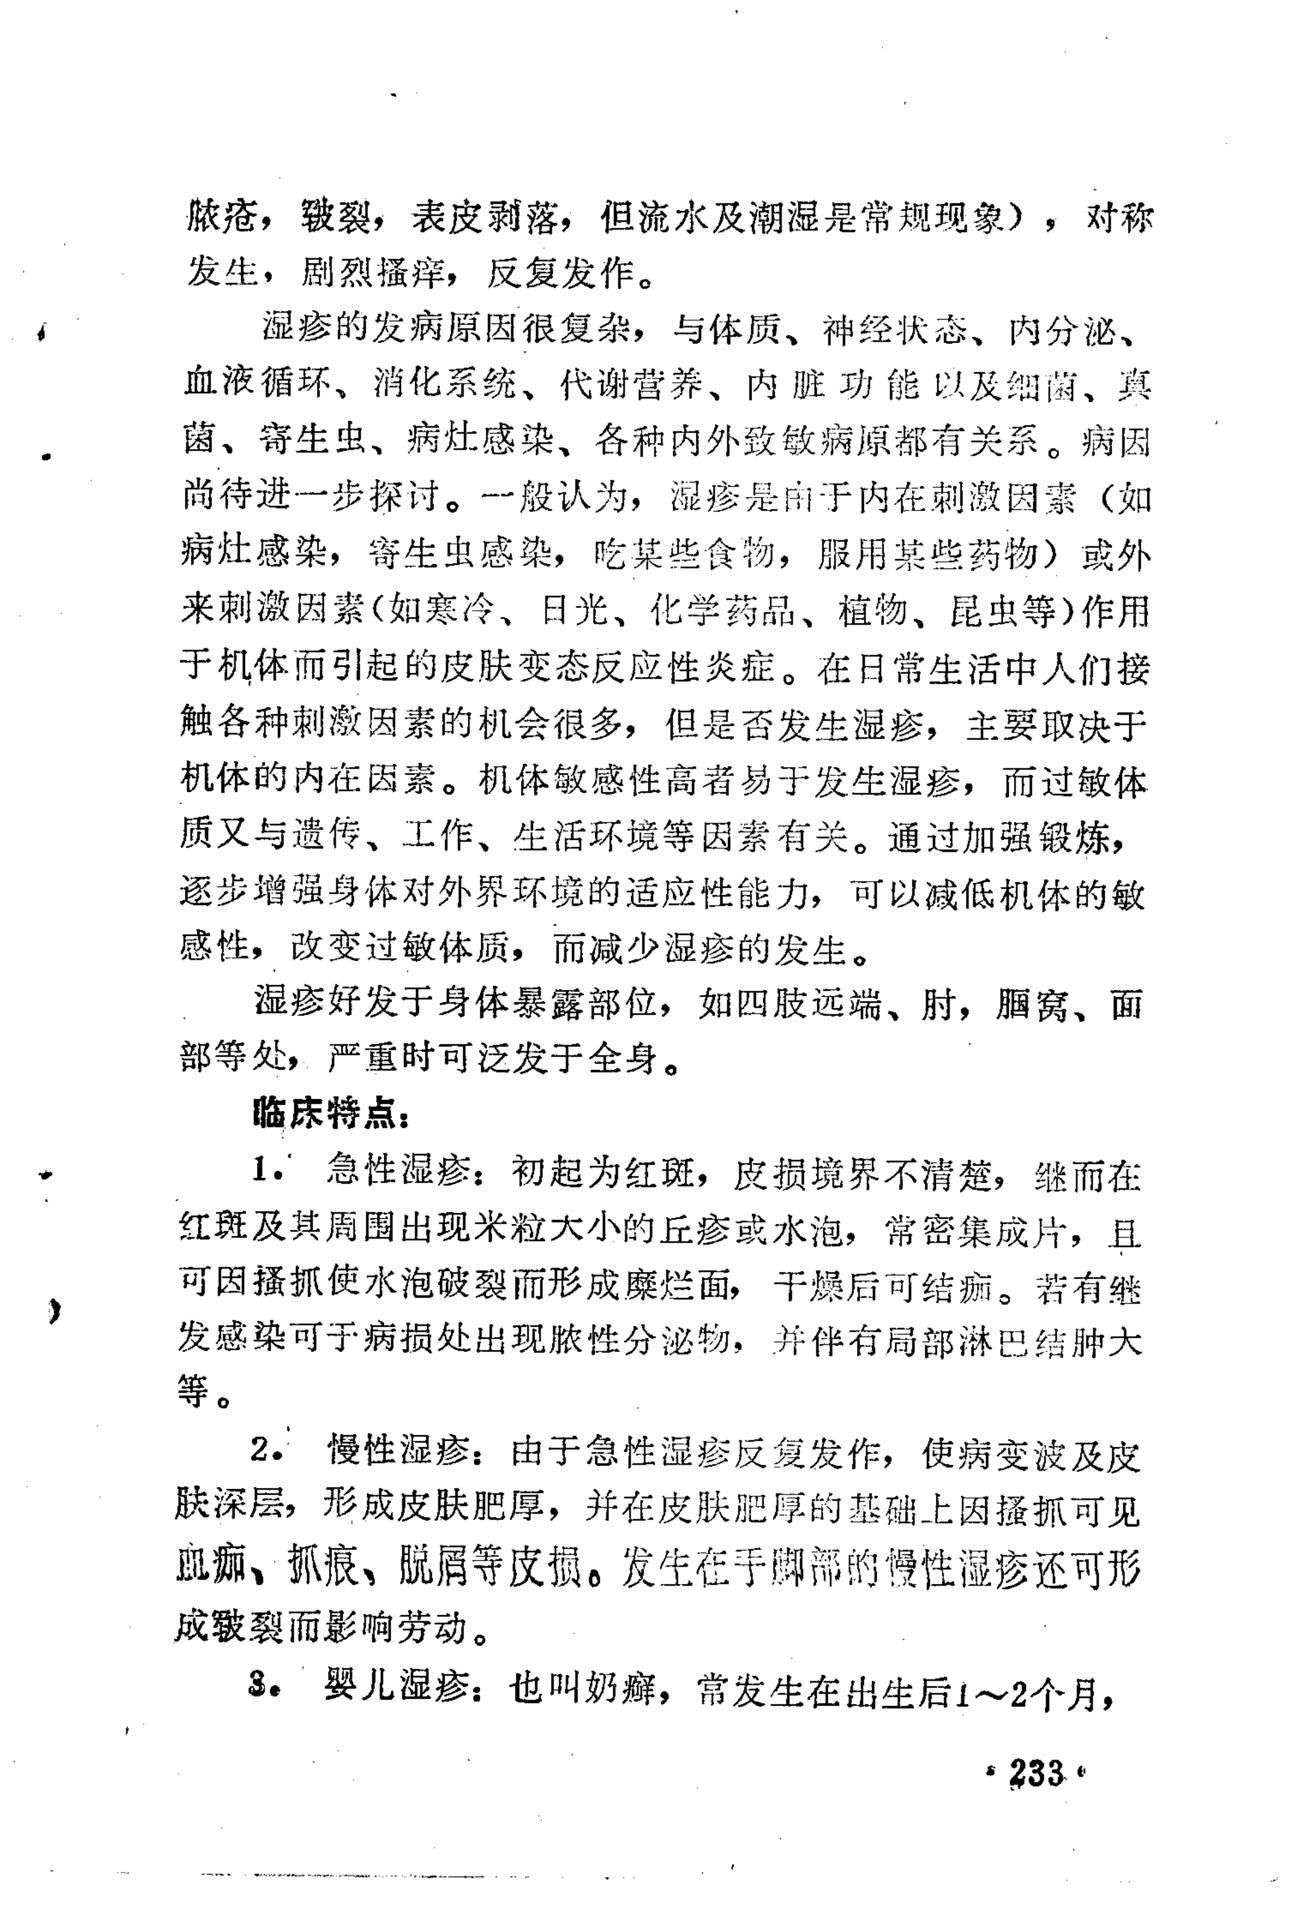 脓疮，皲裂，表皮剥落，但流水及潮湿是常规现象），对称
发生，剧烈搔痒，反复发作。
湿疹的发病原因很复杂，与体质、神经状态、内分泌、
血液循环、消化系统、代谢营养、内脏功能以及细菌、真
菌、寄生虫、病灶感染、各种内外致敏病原都有关系。病因
尚待进一步探讨。一般认为，湿疹是由于内在刺激因素（如
病灶感染，寄生虫感染，吃某些食物，服用某些药物）或外
来刺激因素（如寒冷、日光、化学药品、植物、昆虫等）作用
于机体而引起的皮肤变态反应性炎症。在日常生活中人们接
触各种刺激因素的机会很多，但是否发生湿疹，主要取决于
机体的内在因素。机体敏感性高者易于发生湿疹，而过敏体
质又与遗传、工作、生活环境等因素有关。通过加强锻炼，
逐步增强身体对外界环境的适应性能力，可以减低机体的敏
感性，改变过敏体质，而减少湿疹的发生。
湿疹好发于身体暴露部位，如四肢远端、肘，腘窝、面
部等处，严重时可泛发于全身。
临床特点：
1. 急性湿疹：初起为红斑，皮损境界不清楚，继而在
红斑及其周围出现米粒大小的丘疹或水泡，常密集成片，且
可因搔抓使水泡破裂而形成糜烂面，干燥后可结痂。若有继
发感染可于病损处出现脓性分泌物，并伴有局部淋巴结肿大
等。
2. 慢性湿疹：由于急性湿疹反复发作，使病变波及皮
肤深层，形成皮肤肥厚，并在皮肤肥厚的基础上因搔抓可见
血痂、抓痕、脱屑等皮损。发生在手脚部的慢性湿疹还可形
成皲裂而影响劳动。
3. 婴儿湿疹：也叫奶癣，常发生在出生后1～2个月，
·233·